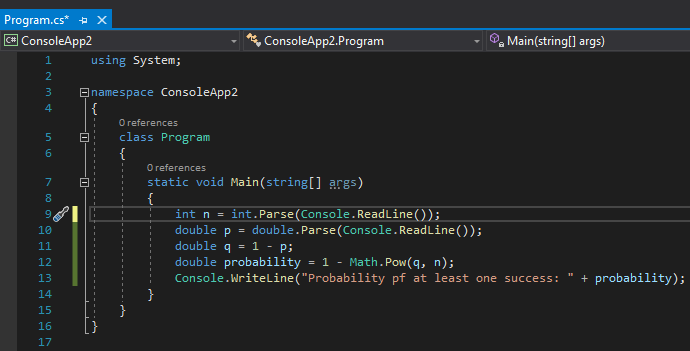 Program.cs*
ConsoleApp2 ConsoleApp2.Program Main(string[] args)
1 using System;
2
3 namespace ConsoleApp2
4 {
0 references
5 class Program
6 {
0 references
7 static void Main(string[] args)
8 {
9 int n = int.Parse(Console.ReadLine());
10 double p = double.Parse(Console.ReadLine());
11 double q = 1 - p;
12 double probability = 1 - Math.Pow(q, n);
13 Console.WriteLine("Probability pf at least one success: " + probability);
14 }
15 }
16 }
17